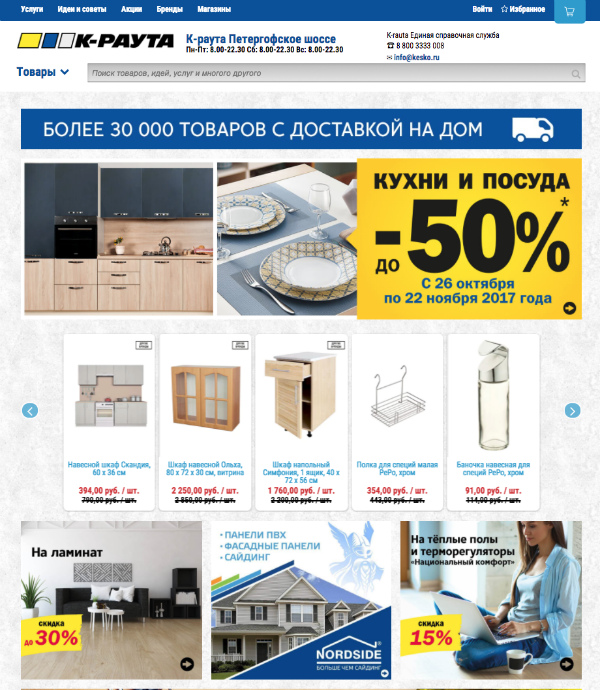 Услуги Идеи и советы Акции Бренды Магазины Войти Избранное
К-РАУТА К-раута Петергофское шоссе
Пн-Пт: 8.00-22.30 Сб: 8.00-22.30 Вс: 8.00-22.30
K-rauta Единая справочная служба
8 800 3333 008
info@kesko.ru
Товары Поиск товаров, идей, услуг и многого другого
БОЛЕЕ 30 000 ТОВАРОВ С ДОСТАВКОЙ НА ДОМ
КУХНИ И ПОСУДА
до -50%*
С 26 октября
по 22 ноября 2017 года
Навесной шкаф Скандия,
60 x 36 см
394,00 руб. / шт.
790,00 руб. / шт.
Шкаф навесной Ольха,
80 x 72 x 30 см, витрина
2 250,00 руб. / шт.
2 850,00 руб. / шт.
Шкаф напольный
Симфония, 1 ящик, 40 x
72 x 56 см
1 760,00 руб. / шт.
2 200,00 руб. / шт.
Полка для специй малая
РеРо, хром
354,00 руб. / шт.
443,00 руб. / шт.
Баночка навесная для
специй РеРо, хром
91,00 руб. / шт.
114,00 руб. / шт.
На ламинат
скидка
до 30%
• ПАНЕЛИ ПВХ
• ФАСАДНЫЕ ПАНЕЛИ
• САЙДИНГ
NORDSIDE
БОЛЬШЕ ЧЕМ САЙДИНГ
На тёплые полы
и терморегуляторы
«Национальный комфорт»
скидка
15%